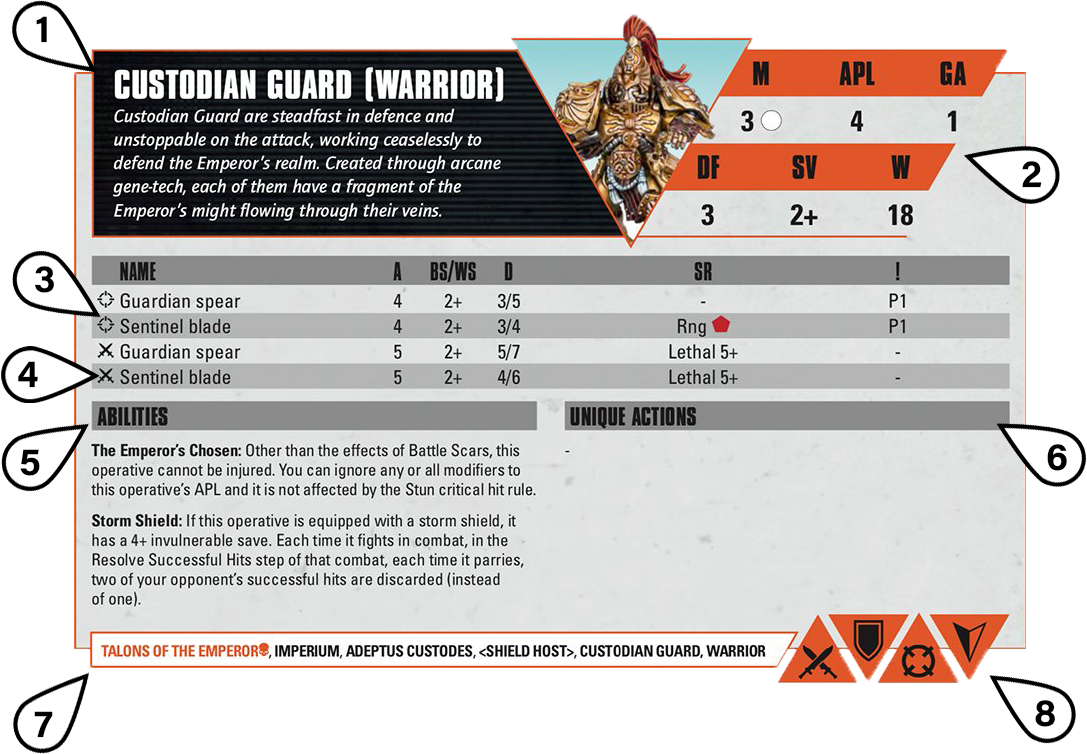 1
CUSTODIAN GUARD (WARRIOR)
Custodian Guard are steadfast in defence and
unstoppable on the attack, working ceaselessly to
defend the Emperor's realm. Created through arcane
gene-tech, each of them have a fragment of the
Emperor's might flowing through their veins.
M APL GA
3 4 1
DF SV W
3 2+ 18
2
3
NAME A BS/WS D SR !
Guardian spear 4 2+ 3/5 - P1
Sentinel blade 4 2+ 3/4 Rng P1
Guardian spear 5 2+ 5/7 Lethal 5+ -
Sentinel blade 5 2+ 4/6 Lethal 5+ -
4
ABILITIES
5
The Emperor's Chosen: Other than the effects of Battle Scars, this
operative cannot be injured. You can ignore any or all modifiers to
this operative's APL and it is not affected by the Stun critical hit rule.
Storm Shield: If this operative is equipped with a storm shield, it
has a 4+ invulnerable save. Each time it fights in combat, in the
Resolve Successful Hits step of that combat, each time it parries,
two of your opponent's successful hits are discarded (instead
of one).
UNIQUE ACTIONS
-
6
TALONS OF THE EMPEROR, IMPERIUM, ADEPTUS CUSTODES, <SHIELD HOST>, CUSTODIAN GUARD, WARRIOR
7
8